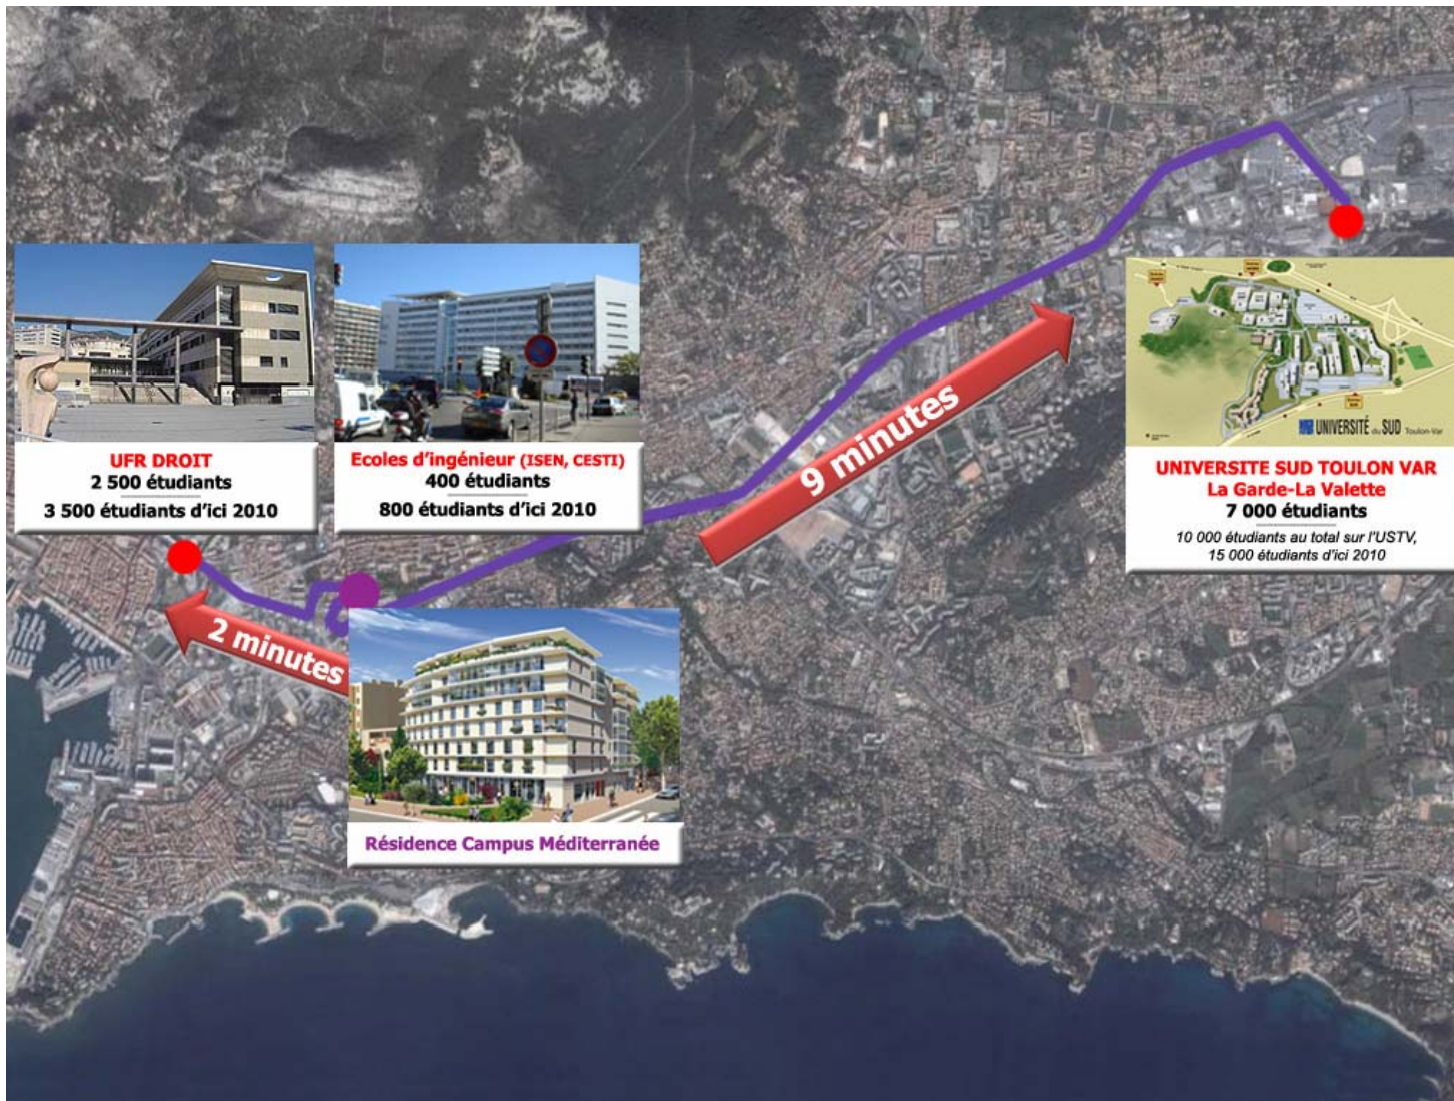 UFR DROIT
2 500 étudiants
3 500 étudiants d'ici 2010
Ecoles d'ingénieur (ISEN, CESTI)
400 étudiants
800 étudiants d'ici 2010
9 minutes
UNIVERSITÉ du SUD Toulon-Var
UNIVERSITE SUD TOULON VAR
La Garde-La Valette
7 000 étudiants
10 000 étudiants au total sur l'USTV,
15 000 étudiants d'ici 2010
2 minutes
Résidence Campus Méditerranée